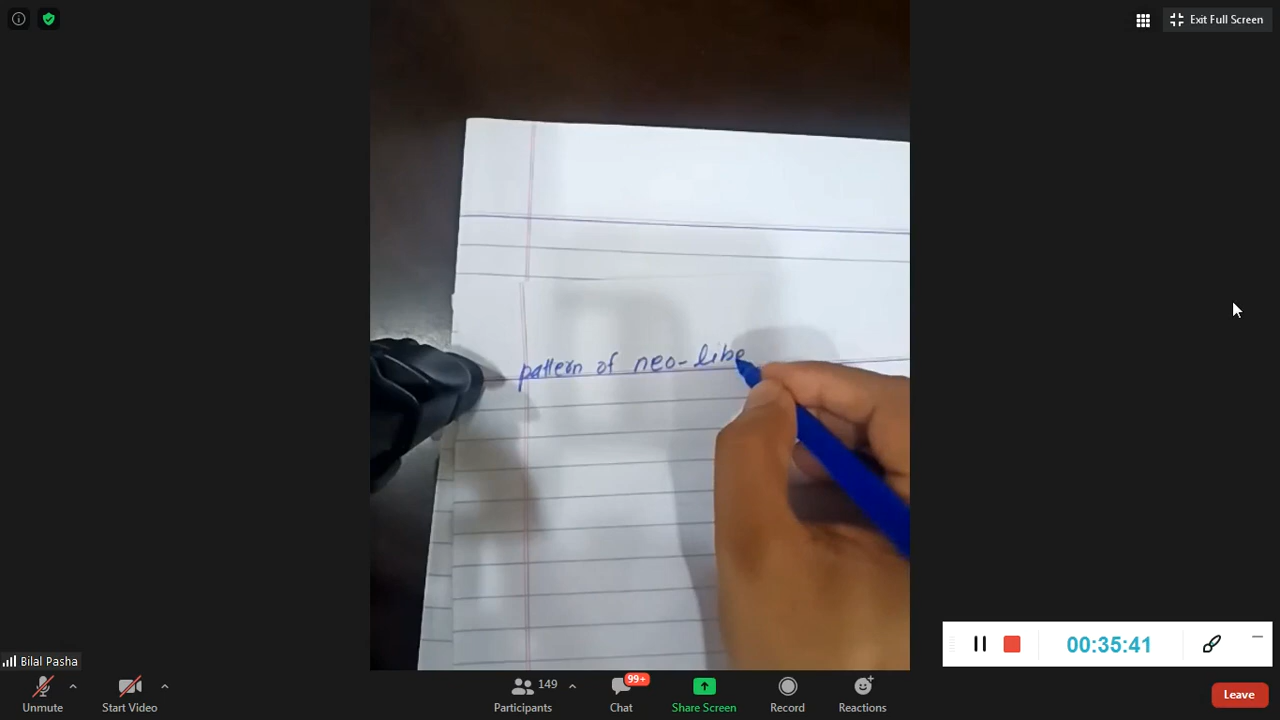 Exit Full Screen
pattern of neo-libe
Bilal Pasha
00:35:41
Unmute
Start Video
149
Participants
99+
Chat
Share Screen
Record
Reactions
Leave